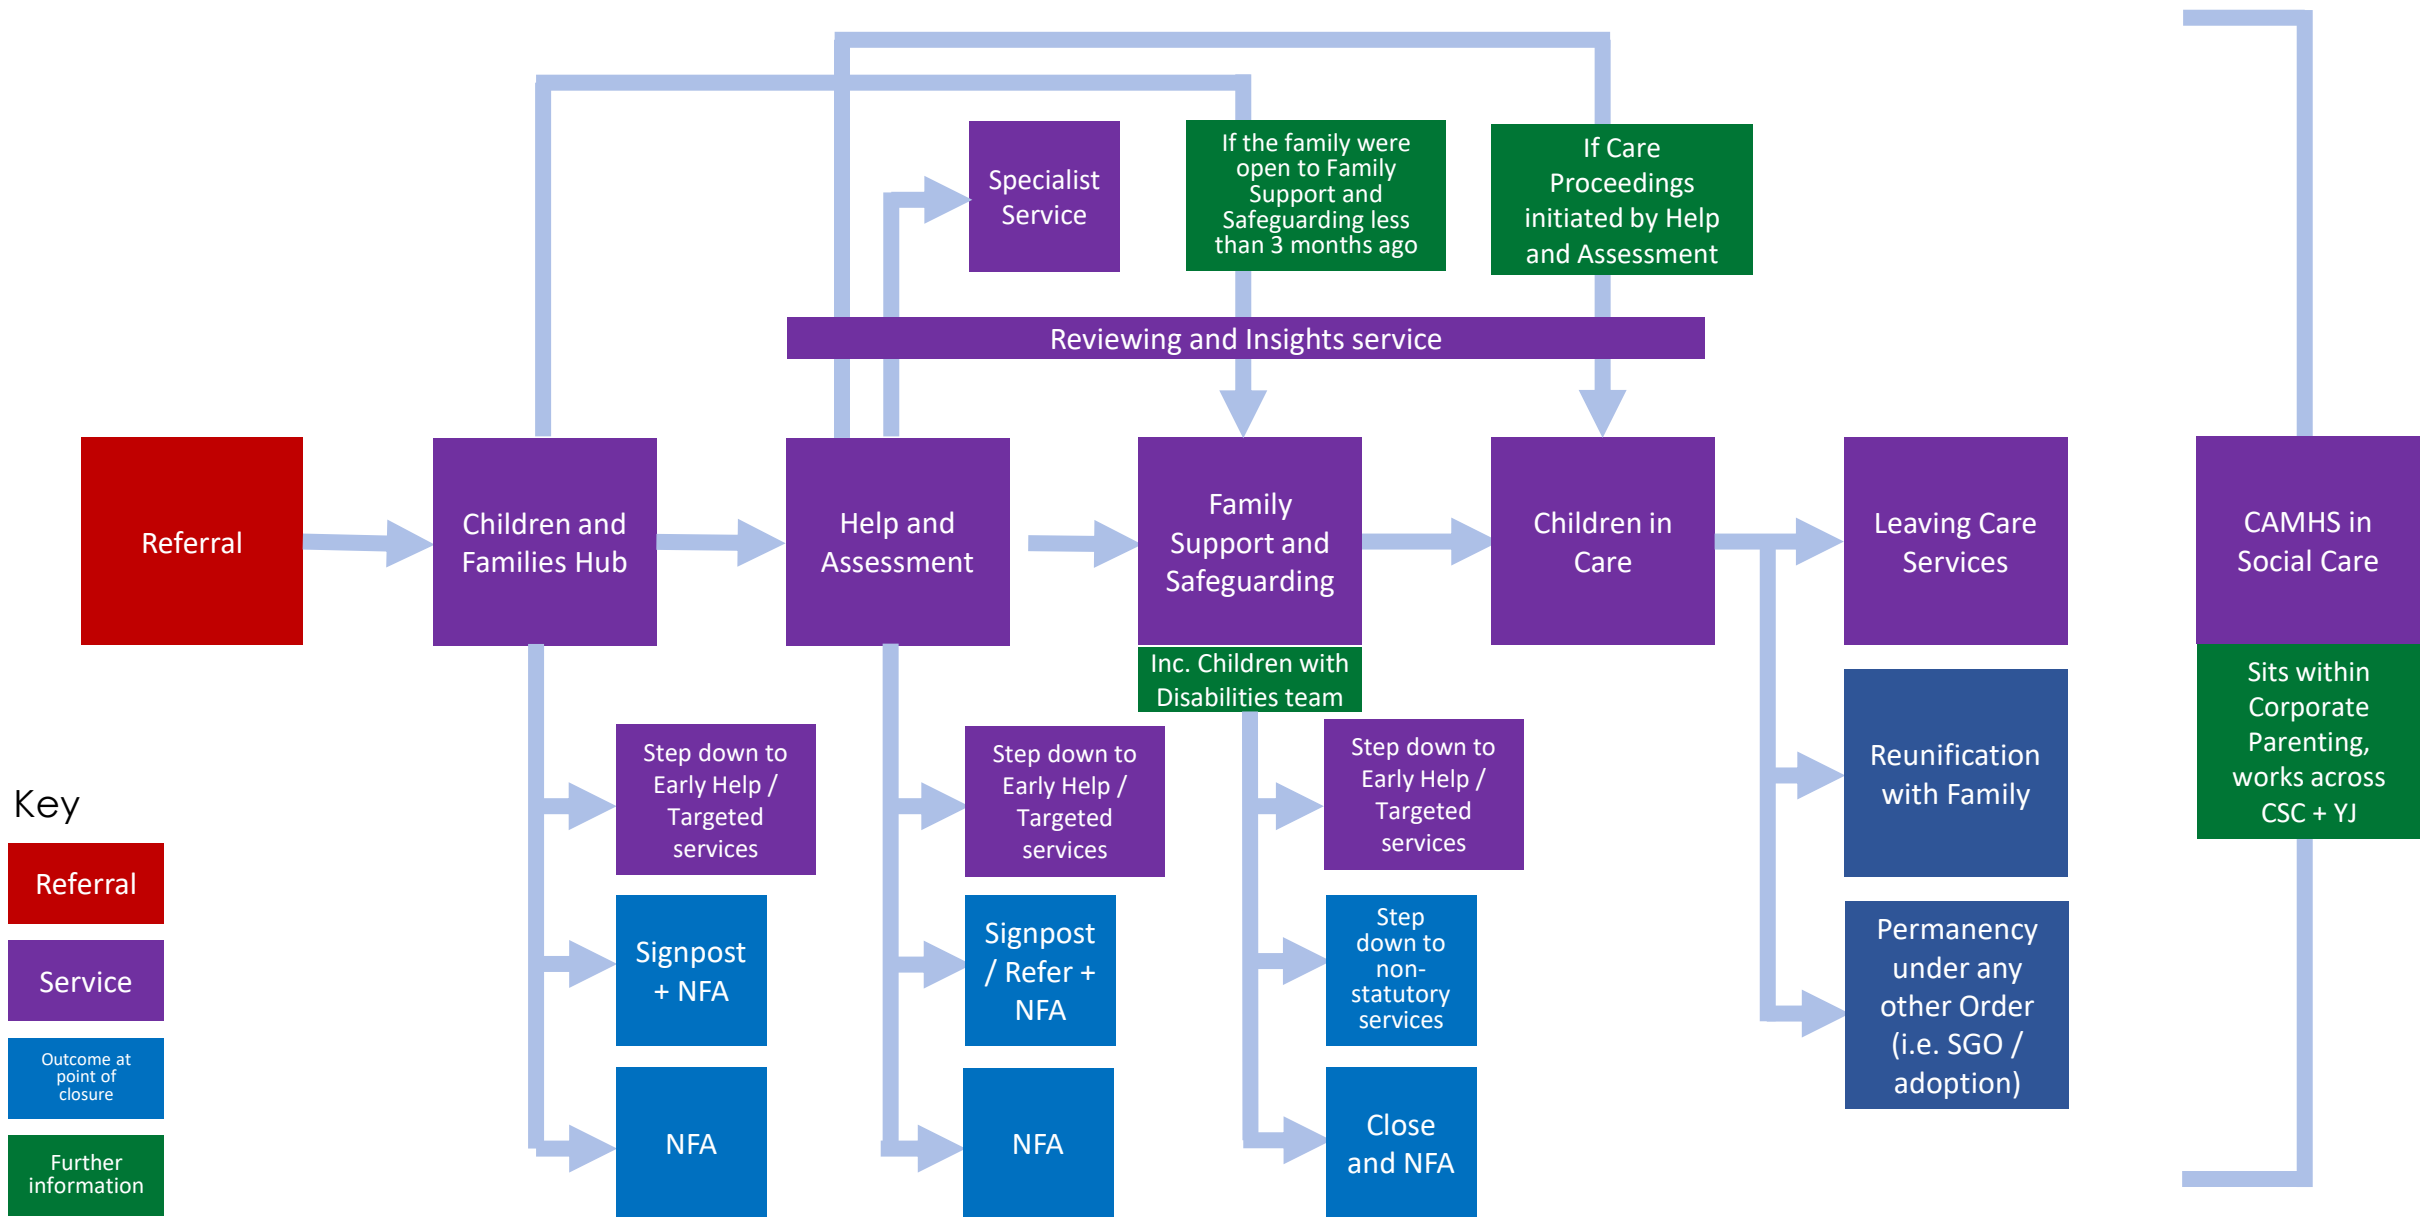 Specialist
Service
If the family were
open to Family
Support and
Safeguarding less
than 3 months ago
If Care
Proceedings
initiated by Help
and Assessment
Reviewing and Insights service
Referral
Children and
Families Hub
Help and
Assessment
Family
Support and
Safeguarding
Children in
Care
Leaving Care
Services
CAMHS in
Social Care
Inc. Children with
Disabilities team
Sits within
Corporate
Parenting,
works across
CSC + YJ
Step down to
Early Help /
Targeted
services
Step down to
Early Help /
Targeted
services
Step down to
Early Help /
Targeted
services
Reunification
with Family
Signpost
+ NFA
Signpost
/ Refer +
NFA
Step
down to
non-
statutory
services
Permanency
under any
other Order
(i.e. SGO /
adoption)
NFA
NFA
Close
and NFA
Key
Referral
Service
Outcome at
point of
closure
Further
information